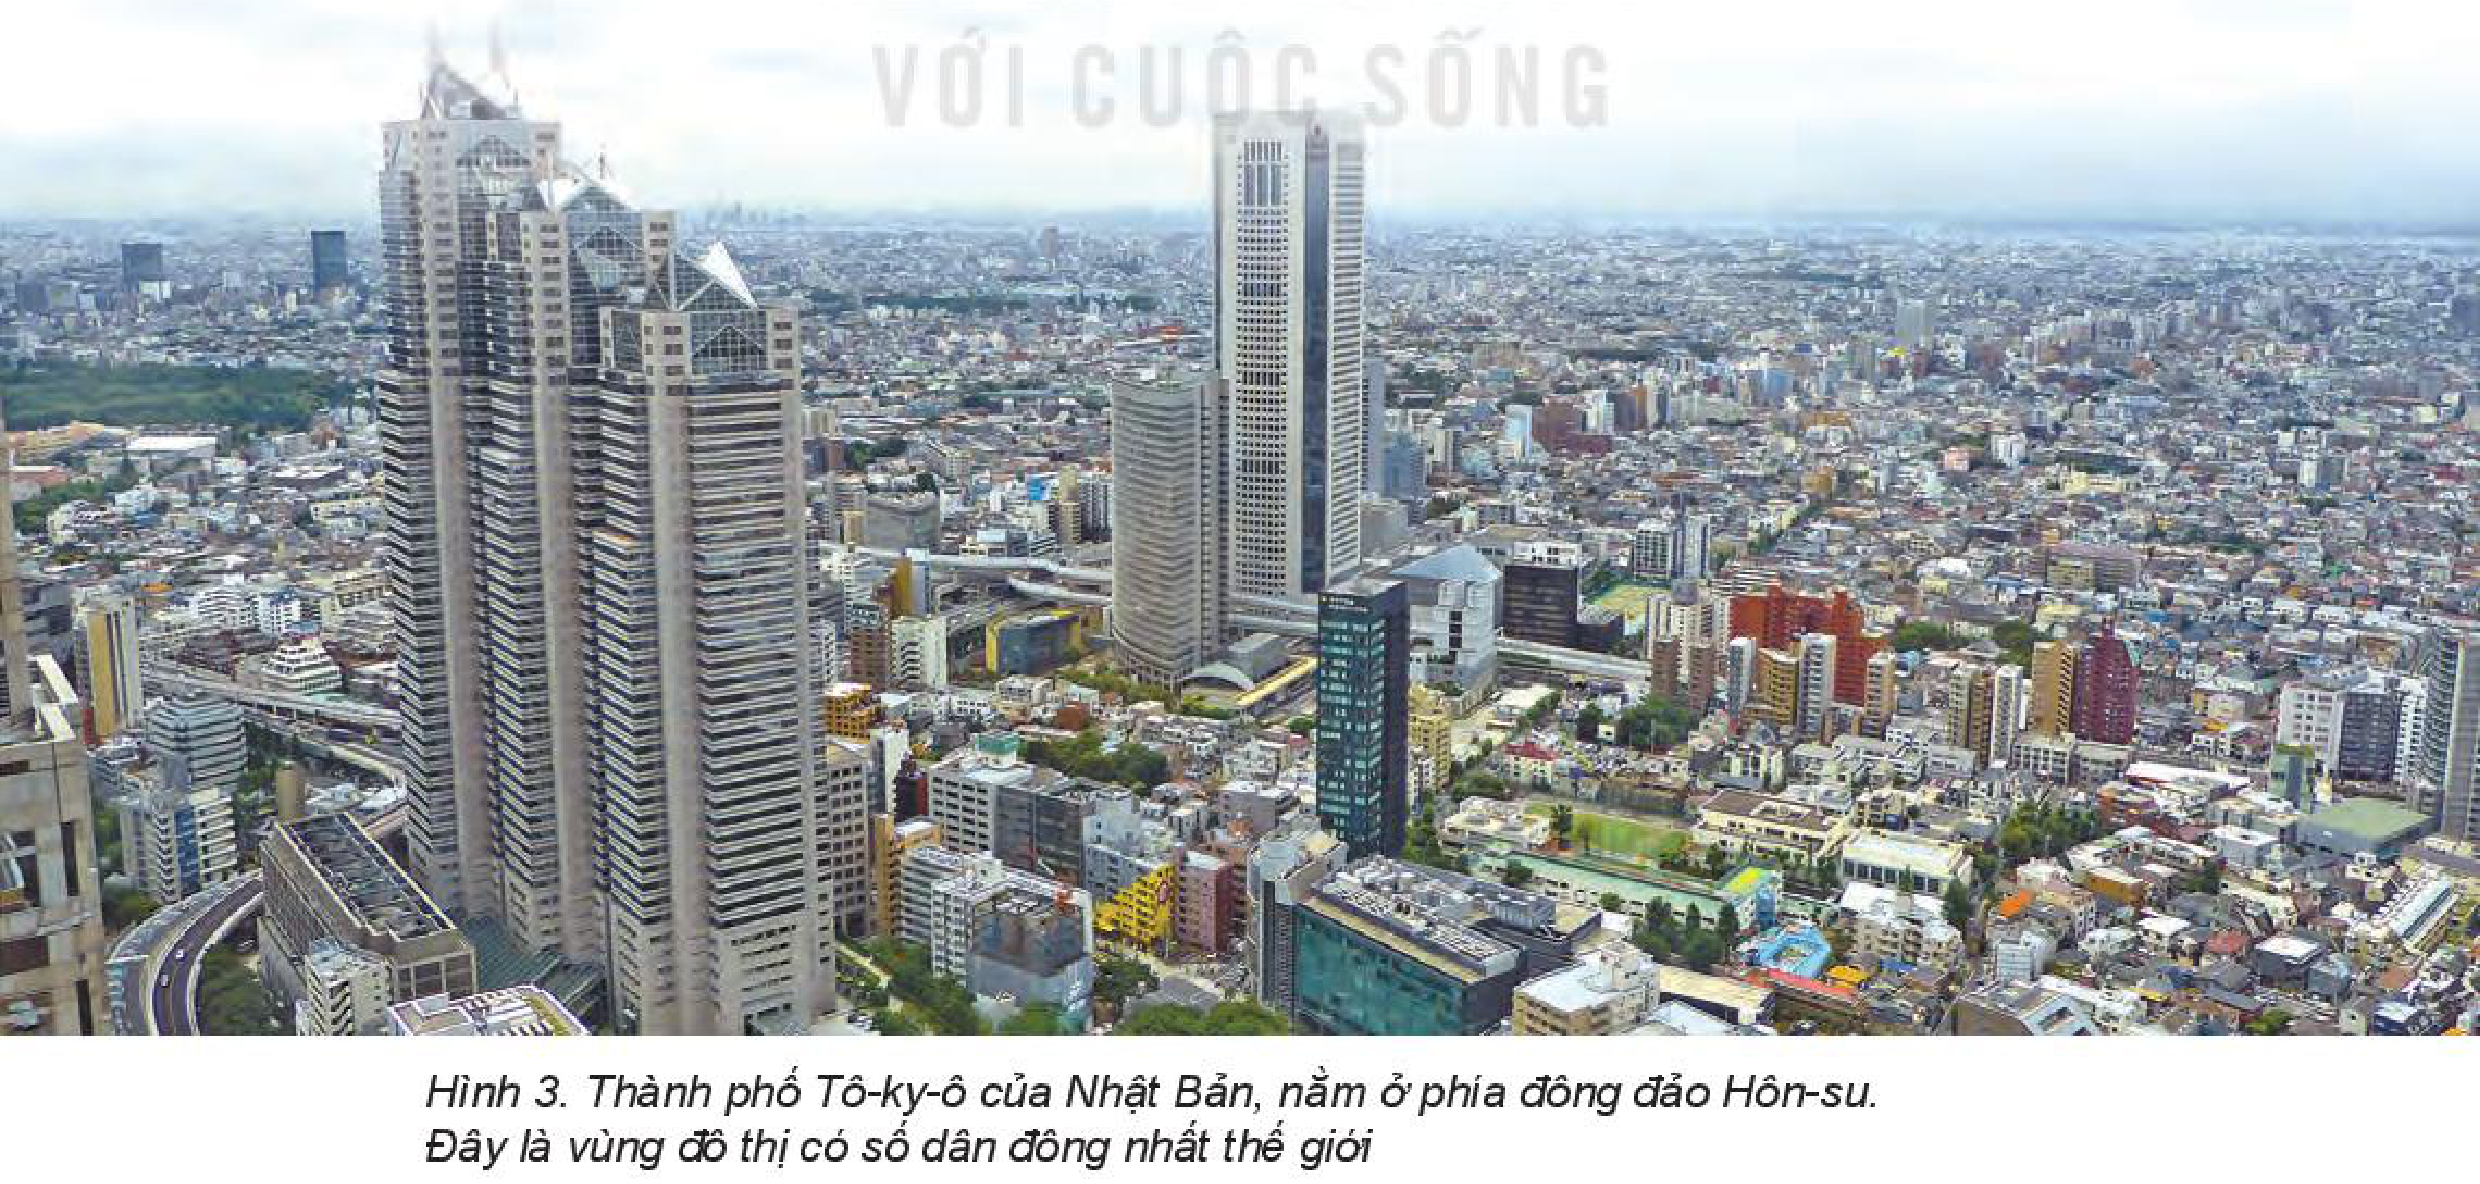 VỚI CUỘC SỐNG
Hình 3. Thành phố Tô-ky-ô của Nhật Bản, nằm ở phía đông đảo Hôn-su.
Đây là vùng đô thị có số dân đông nhất thế giới